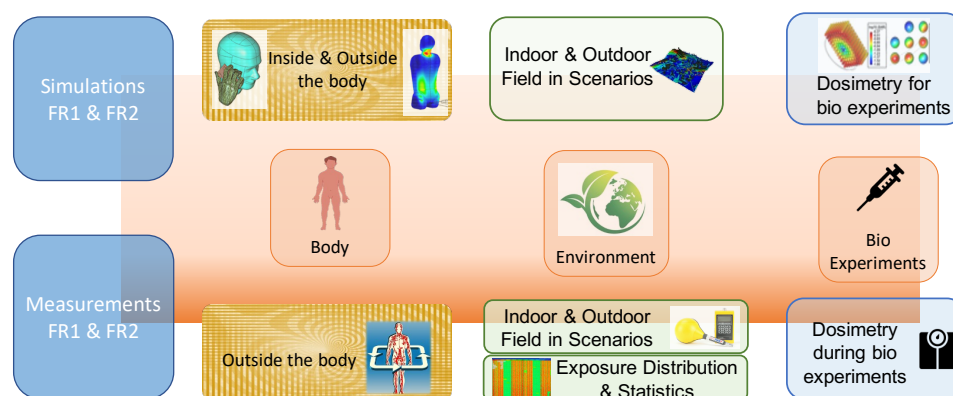 Simulations
FR1 & FR2
Inside & Outside
the body
Indoor & Outdoor
Field in Scenarios
Dosimetry for
bio experiments
Body
Environment
Bio
Experiments
Measurements
FR1 & FR2
Outside the body
Indoor & Outdoor
Field in Scenarios
Exposure Distribution
& Statistics
Dosimetry
during bio
experiments